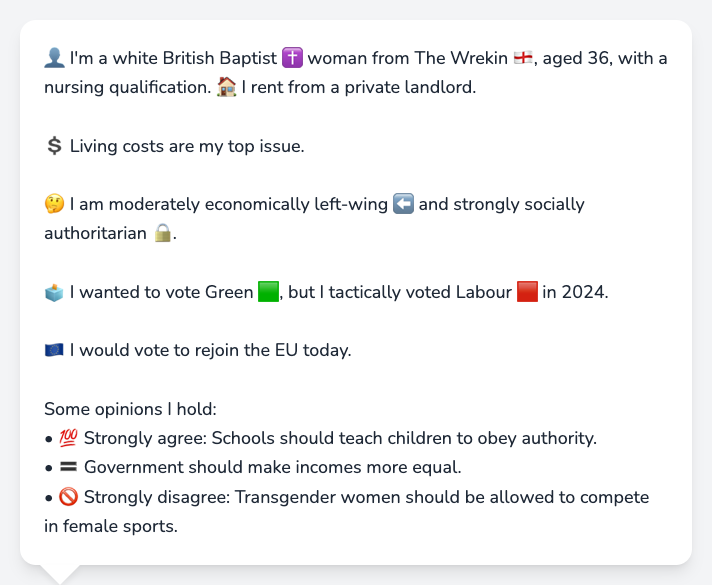 👤 I'm a white British Baptist ✝️ woman from The Wrekin 🏴󠁧󠁢󠁥󠁮󠁧󠁿, aged 36, with a
nursing qualification. 🏠 I rent from a private landlord.
💲 Living costs are my top issue.
🤔 I am moderately economically left-wing ⬅️ and strongly socially
authoritarian 🔒.
🗳️ I wanted to vote Green 🟩, but I tactically voted Labour 🟥 in 2024.
🇪🇺 I would vote to rejoin the EU today.
Some opinions I hold:
• 💯 Strongly agree: Schools should teach children to obey authority.
• 🟰 Government should make incomes more equal.
• 🚫 Strongly disagree: Transgender women should be allowed to compete
in female sports.